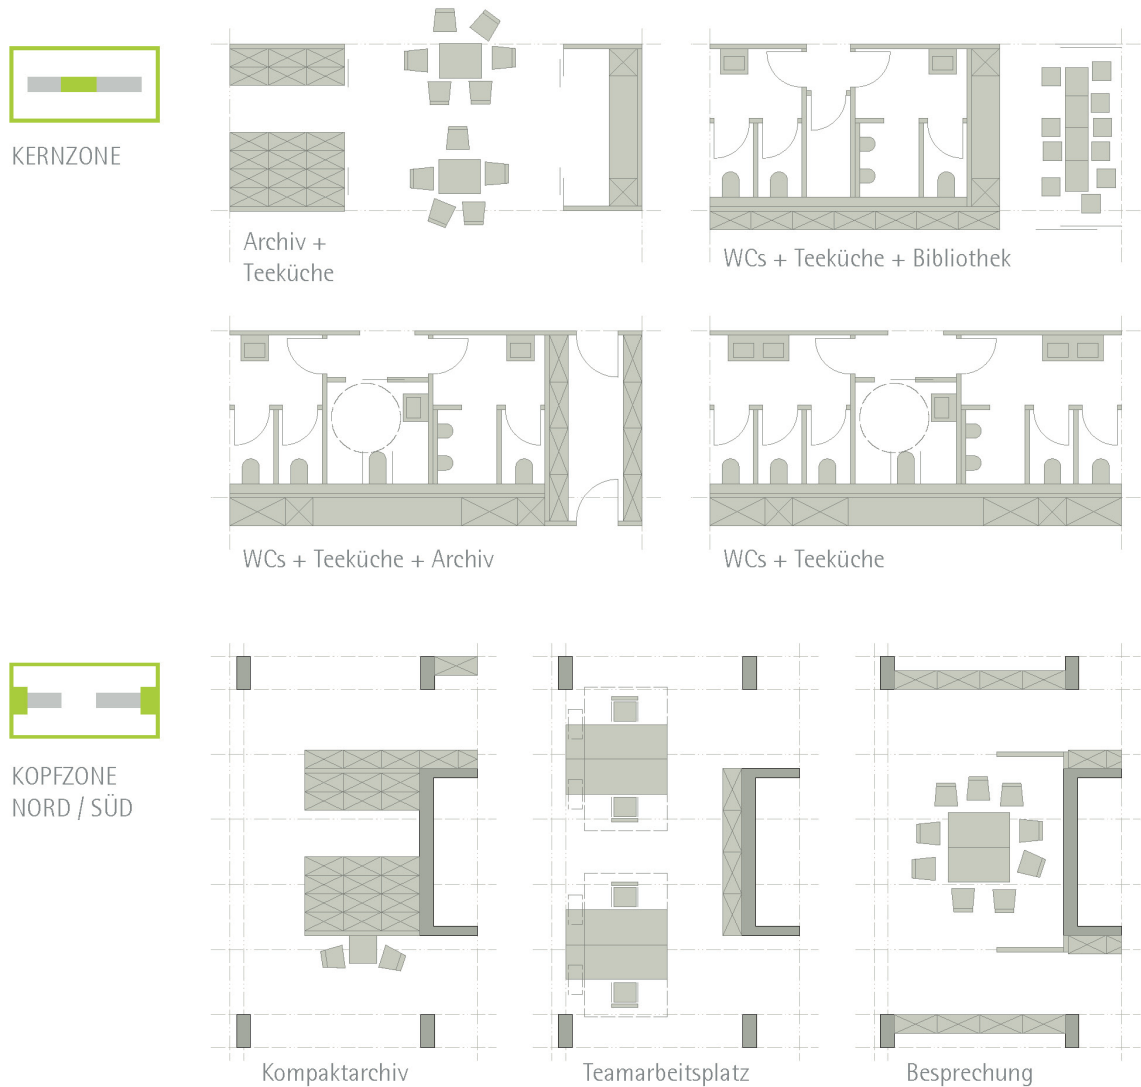 KERNZONE
Archiv +
Teeküche
WCs + Teeküche + Bibliothek
WCs + Teeküche + Archiv
WCs + Teeküche
KOPFZONE
NORD / SÜD
Kompaktarchiv
Teamarbeitsplatz
Besprechung